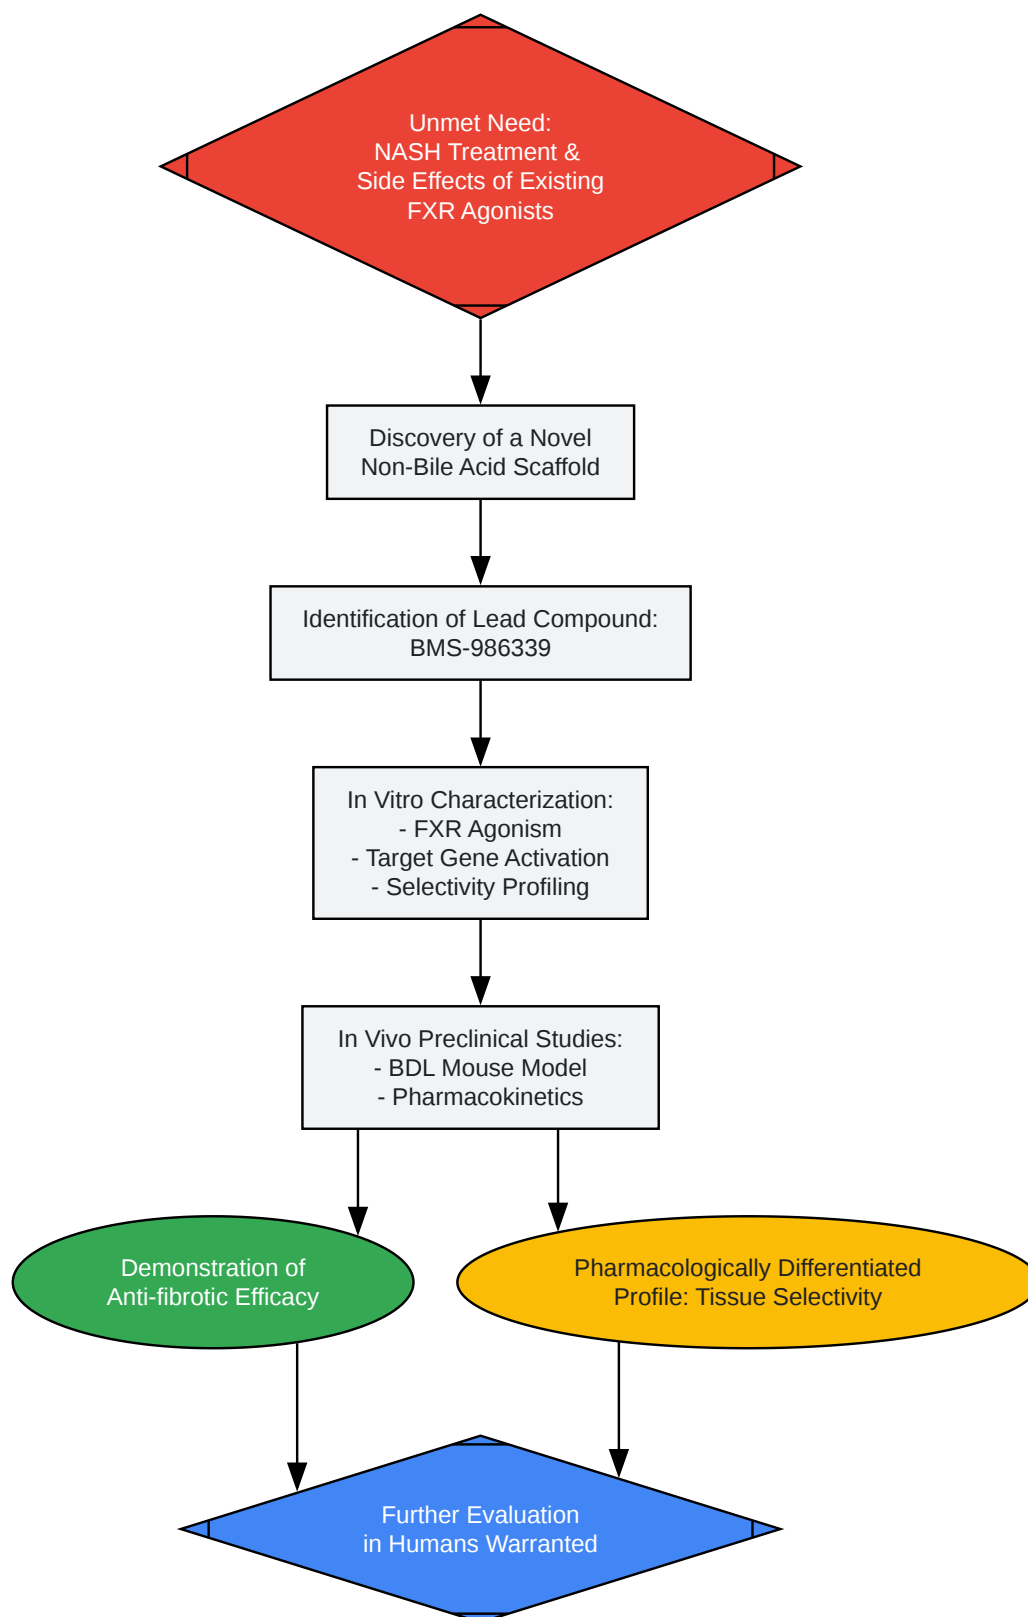 Unmet Need:
NASH Treatment &
Side Effects of Existing
FXR Agonists
Discovery of a Novel
Non-Bile Acid Scaffold
Identification of Lead Compound:
BMS-986339
In Vitro Characterization:
- FXR Agonism
- Target Gene Activation
- Selectivity Profiling
In Vivo Preclinical Studies:
- BDL Mouse Model
- Pharmacokinetics
Demonstration of
Anti-fibrotic Efficacy
Pharmacologically Differentiated
Profile: Tissue Selectivity
Further Evaluation
in Humans Warranted